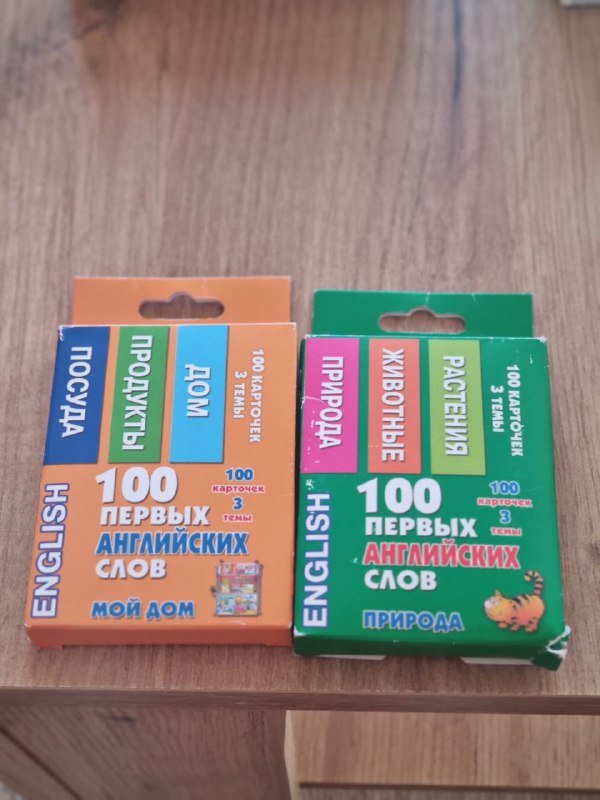 ПОСУДА
ПРОДУКТЫ
ДОМ
100 КАРТОЧЕК
3 ТЕМЫ
100
ПЕРВЫХ
АНГЛИЙСКИХ
СЛОВ
100
карточек
3
темы
ENGLISH
МОЙ ДОМ
ПРИРОДА
ЖИВОТНЫЕ
РАСТЕНИЯ
100 КАРТОЧЕК
3 ТЕМЫ
100
ПЕРВЫХ
АНГЛИЙСКИХ
СЛОВ
100
карточек
3
темы
ENGLISH
ПРИРОДА